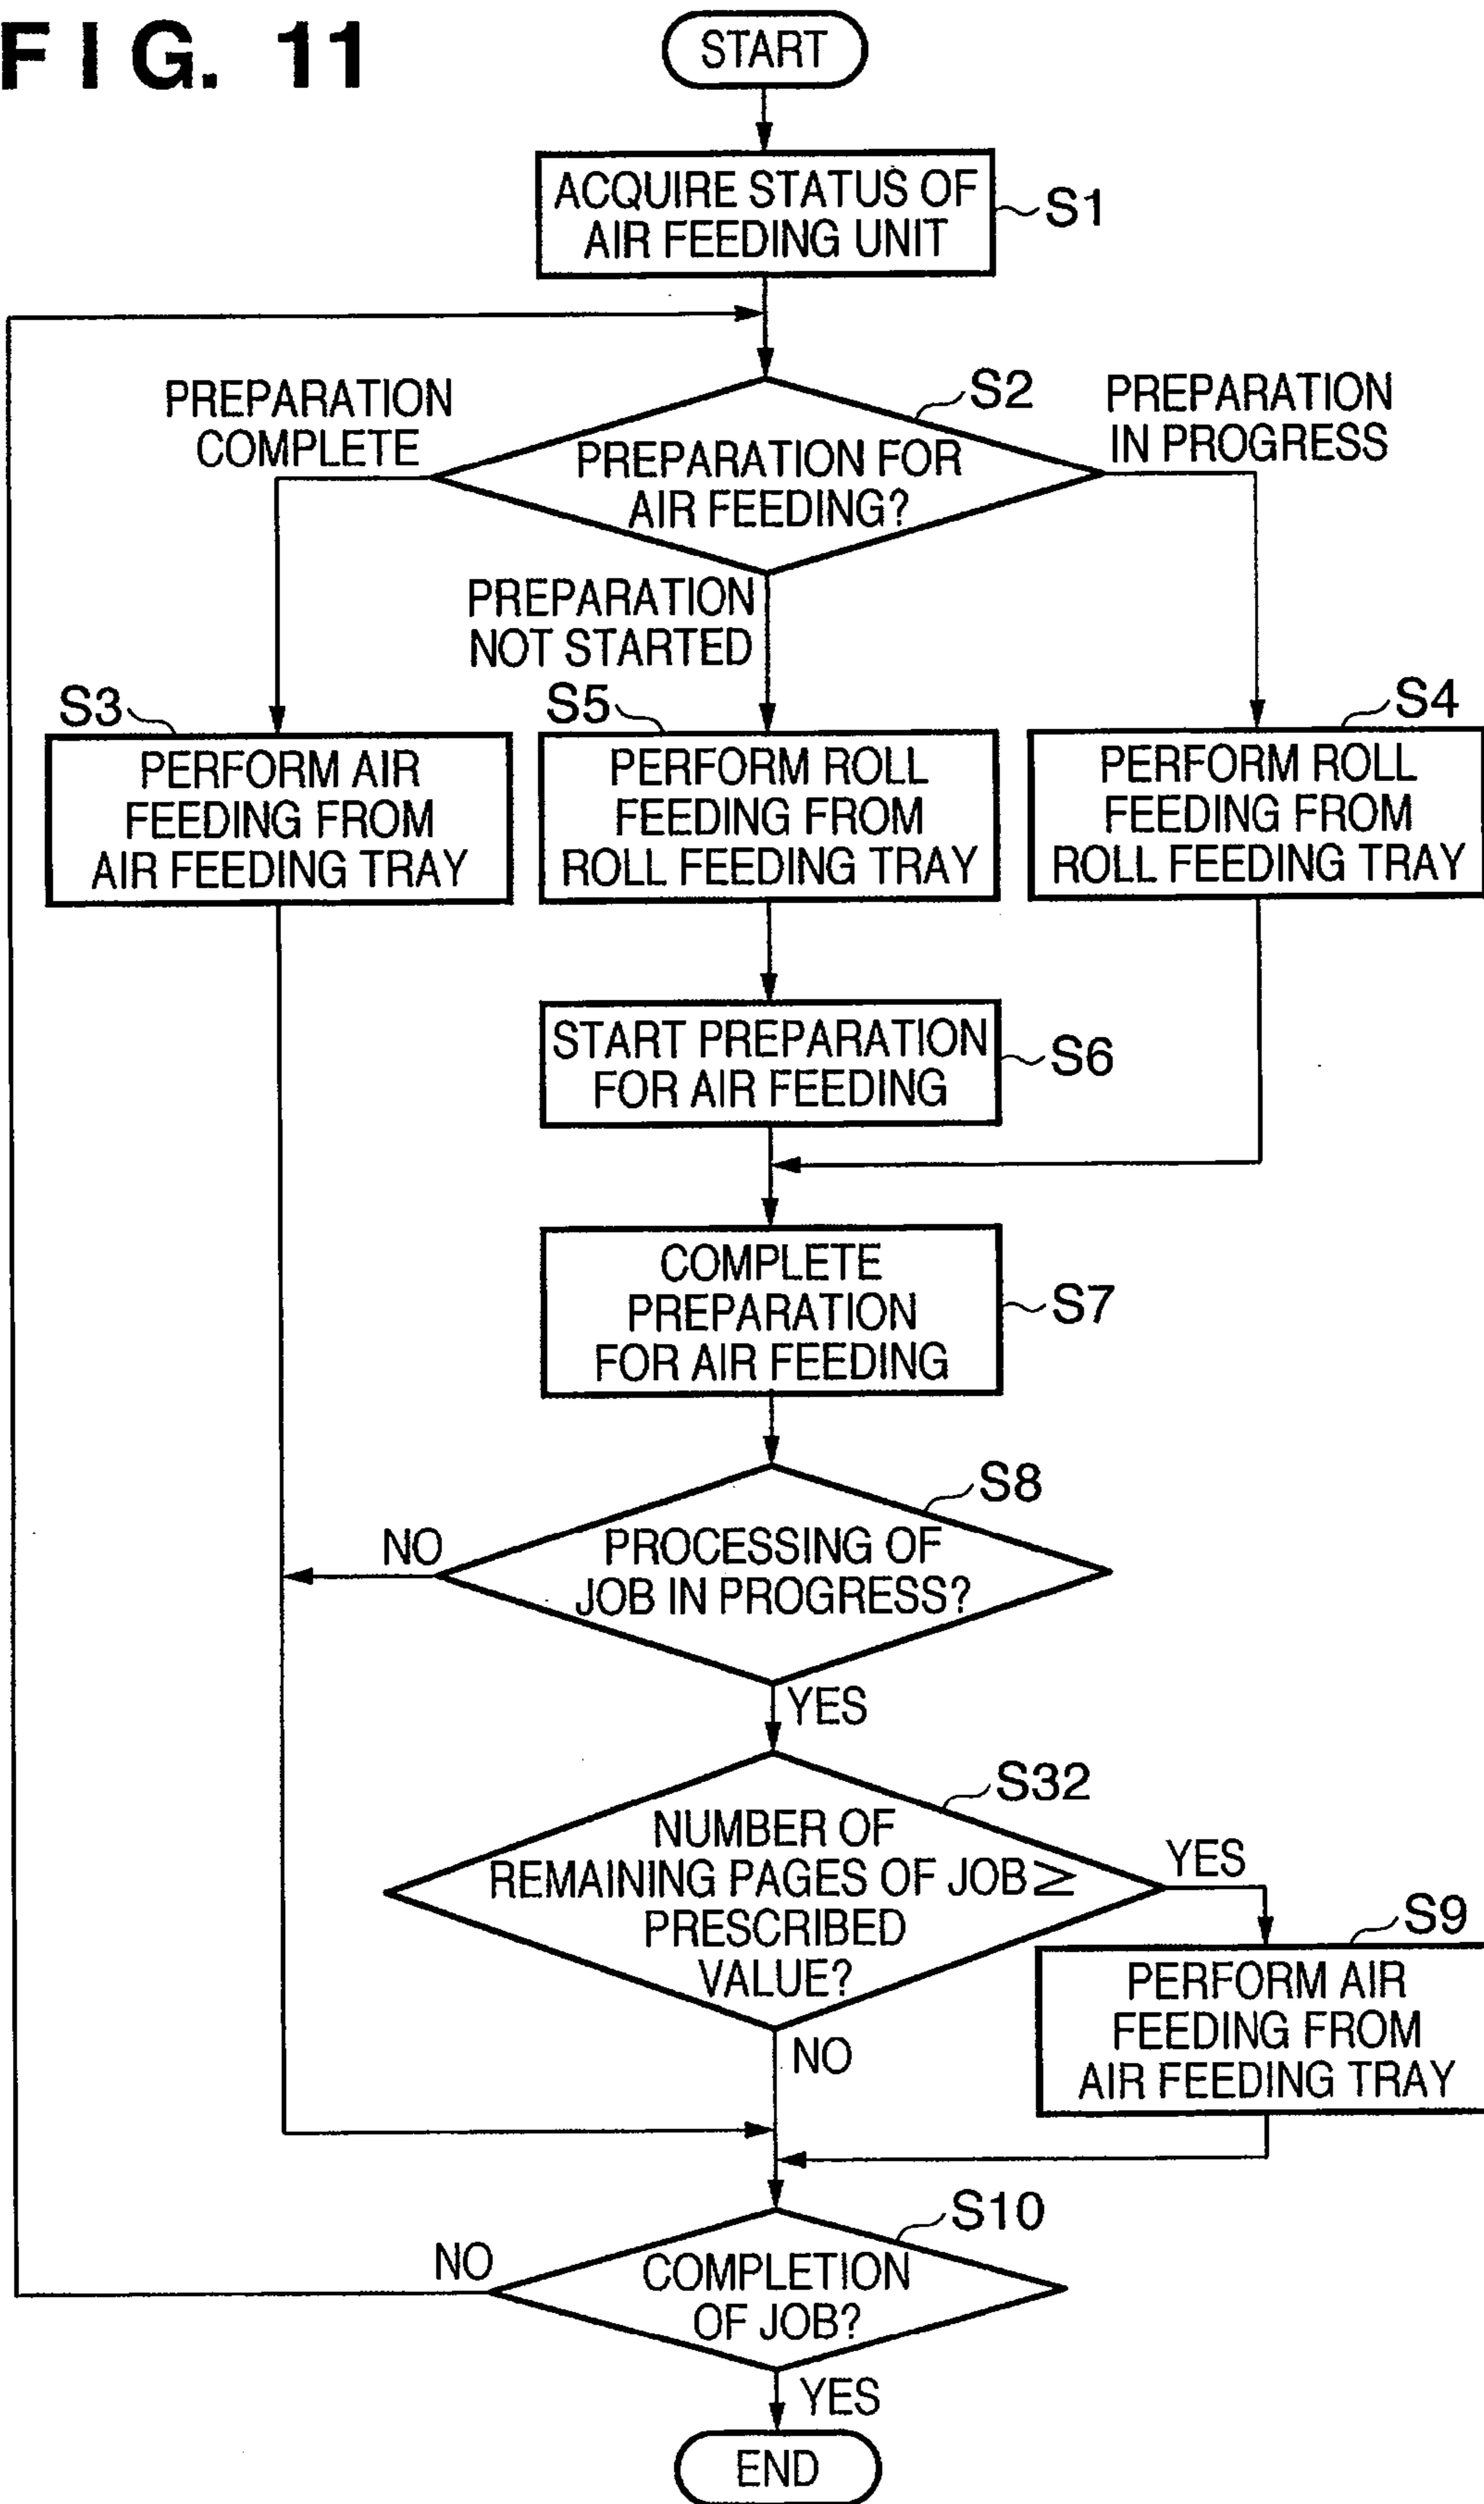 FIG. 11
START
ACQUIRE STATUS OF
AIR FEEDING UNIT
S1
PREPARATION
COMPLETE
S2
PREPARATION
IN PROGRESS
PREPARATION FOR
AIR FEEDING?
PREPARATION
NOT STARTED
S3
PERFORM AIR
FEEDING FROM
AIR FEEDING TRAY
S5
PERFORM ROLL
FEEDING FROM
ROLL FEEDING TRAY
S4
PERFORM ROLL
FEEDING FROM
ROLL FEEDING TRAY
START PREPARATION
FOR AIR FEEDING
S6
COMPLETE
PREPARATION
FOR AIR FEEDING
S7
S8
NO
PROCESSING OF
JOB IN PROGRESS?
YES
S32
NUMBER OF
REMAINING PAGES OF JOB≥
PRESCRIBED
VALUE?
YES
S9
PERFORM AIR
FEEDING FROM
AIR FEEDING TRAY
NO
S10
NO
COMPLETION
OF JOB?
YES
END